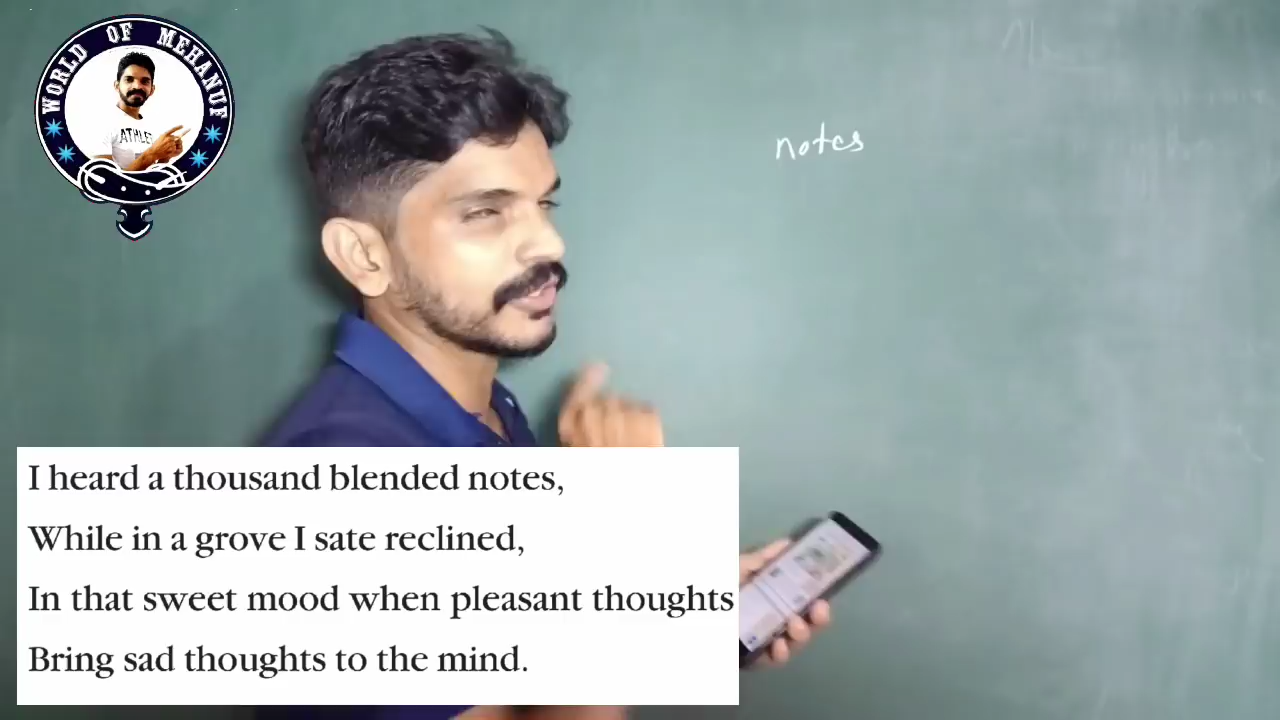 WORLD OF MEHANUF
ATHLET
notes
I heard a thousand blended notes,
While in a grove I sate reclined,
In that sweet mood when pleasant thoughts
Bring sad thoughts to the mind.